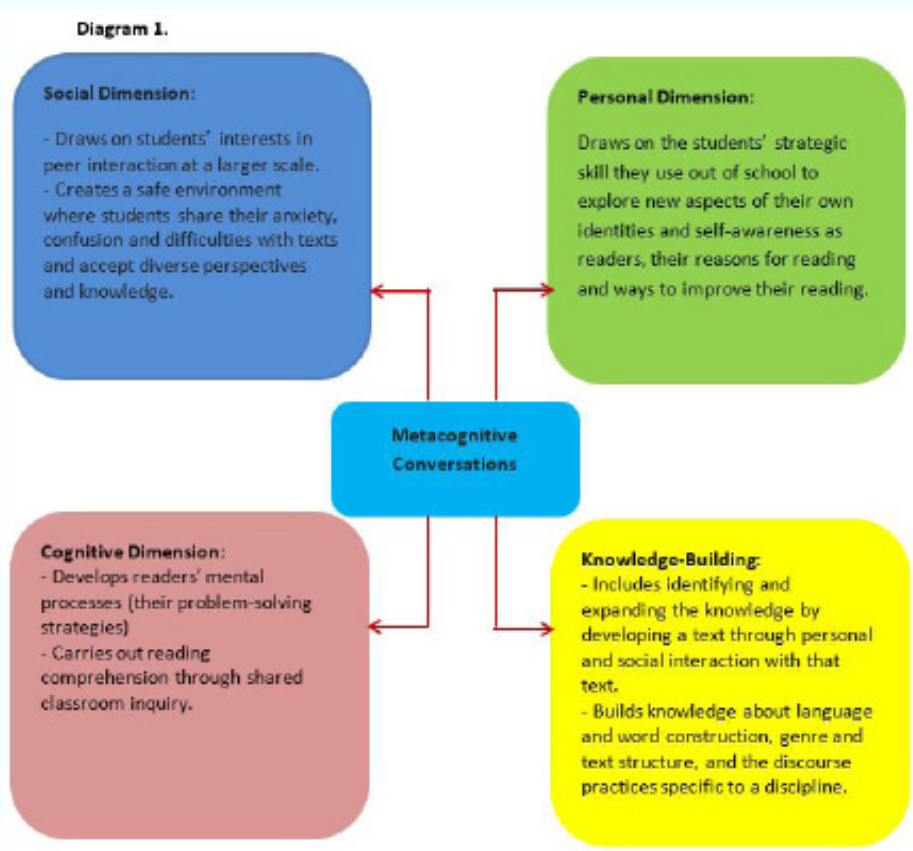 Diagram 1.
Social Dimension:
- Draws on students' interests in
peer interaction at a larger scale.
- Creates a safe environment
where students share their anxiety,
confusion and difficulties with texts
and accept diverse perspectives
and knowledge.
Personal Dimension:
Draws on the students' strategic
skill they use out of school to
explore new aspects of their own
identities and self-awareness as
readers, their reasons for reading
and ways to improve their reading.
Metacognitive
Conversations
Cognitive Dimension:
- Develops readers' mental
processes (their problem-solving
strategies)
- Carries out reading
comprehension through shared
classroom inquiry.
Knowledge-Building:
- Includes identifying and
expanding the knowledge by
developing a text through personal
and social interaction with that
text.
- Builds knowledge about language
and word construction, genre and
text structure, and the discourse
practices specific to a discipline.